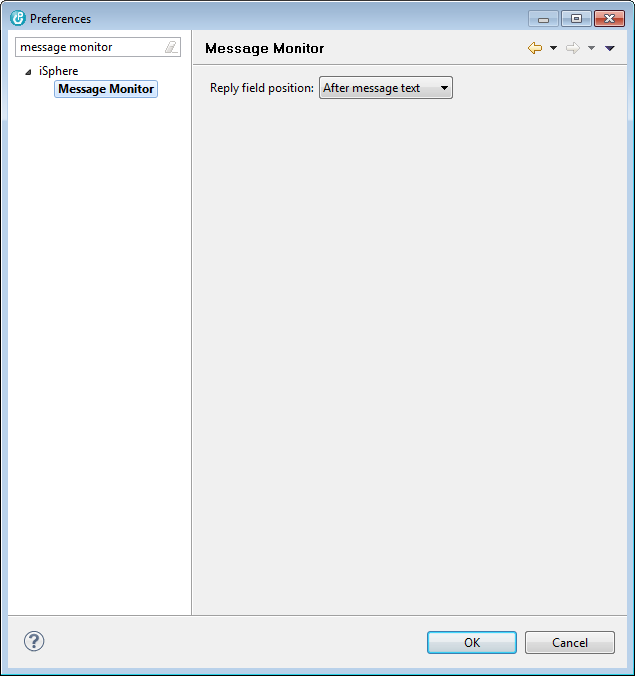 Preferences
message monitor
iSphere
Message Monitor
Message Monitor
Reply field position: After message text
?
OK
Cancel